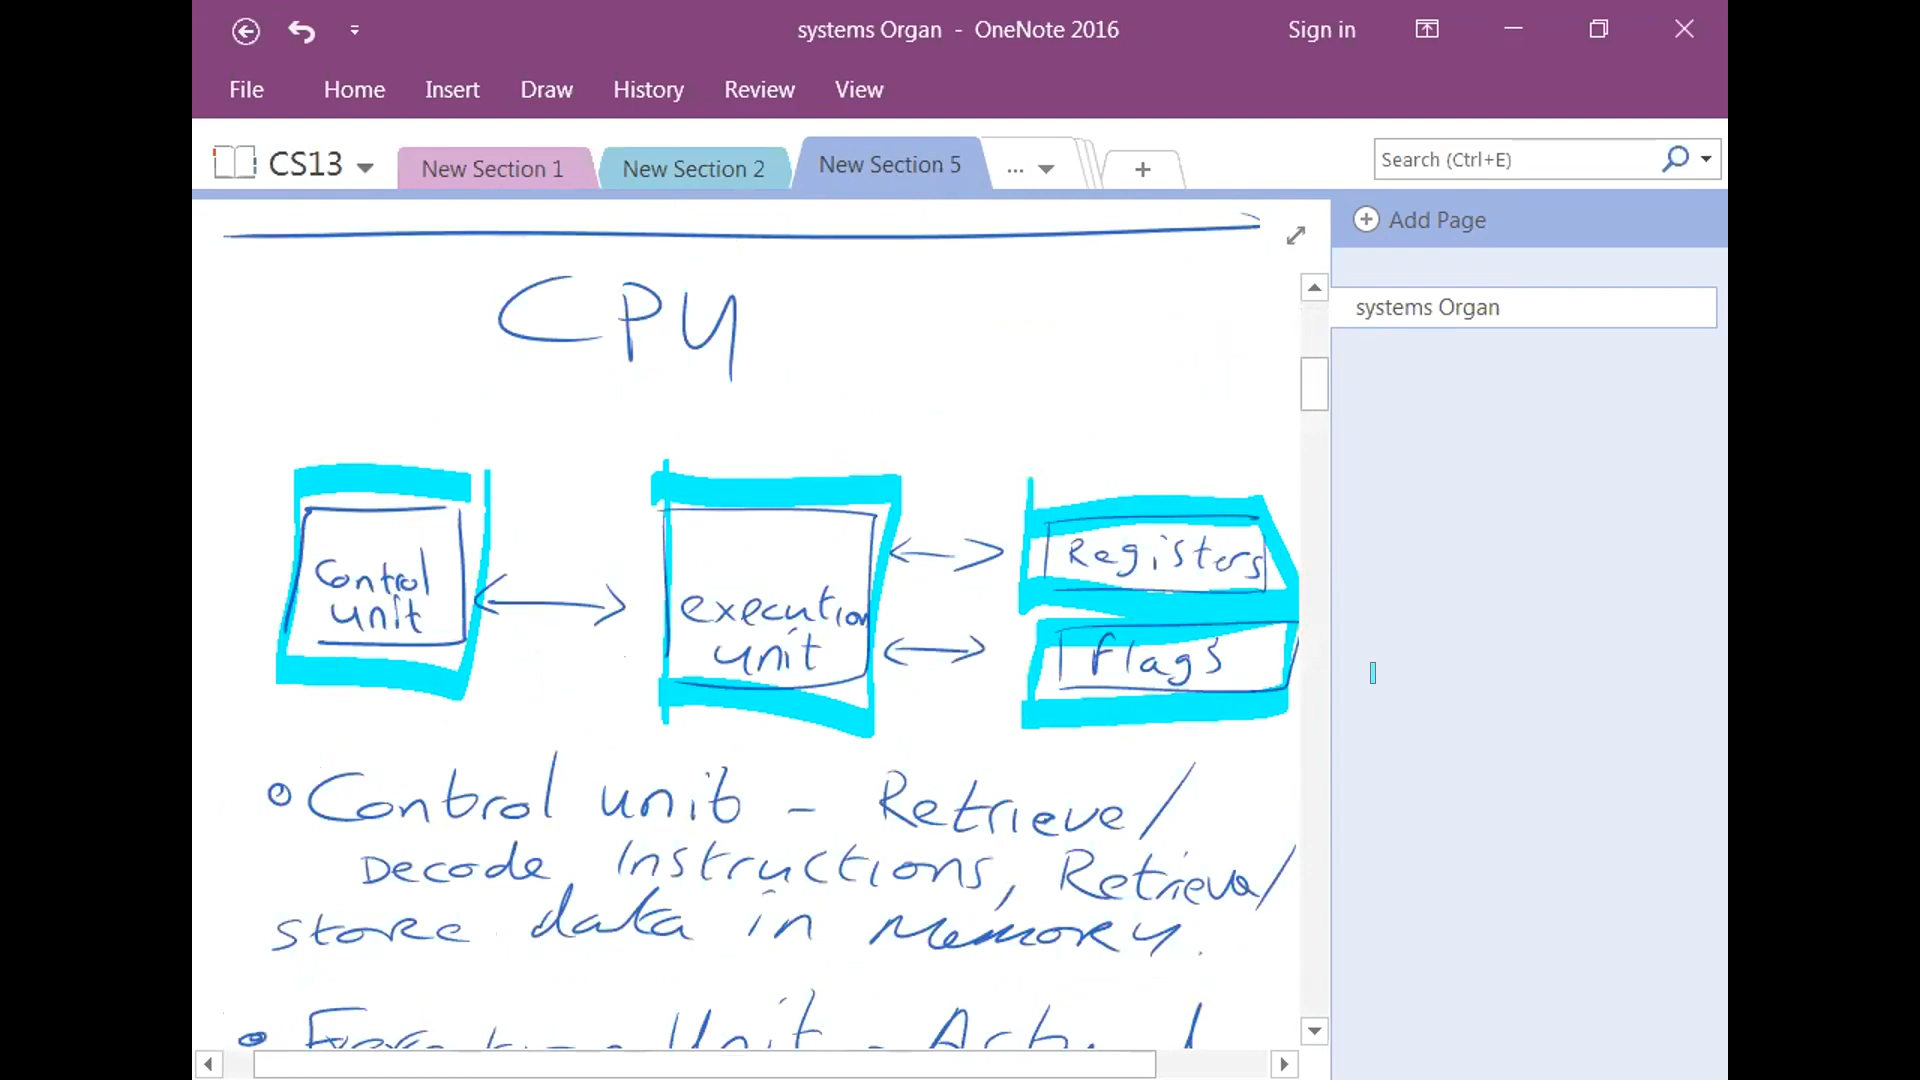 systems Organ - OneNote 2016
Sign in
File Home Insert Draw History Review View
CS13
New Section 1
New Section 2
New Section 5
...
Search (Ctrl+E)
Add Page
systems Organ
CPU
Control
unit
execution
unit
Registers
flags
Control unit - Retrieve/
Decode Instructions, Retrieve/
store data in Memory.
Unit -